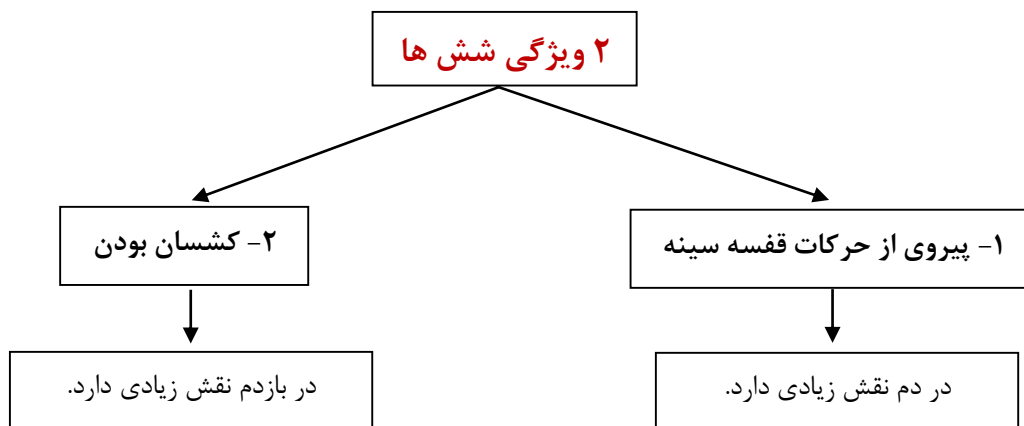 ۲ ویژگی شش ها
۱- پیروی از حرکات قفسه سینه
۲- کشسان بودن
در دم نقش زیادی دارد.
در بازدم نقش زیادی دارد.